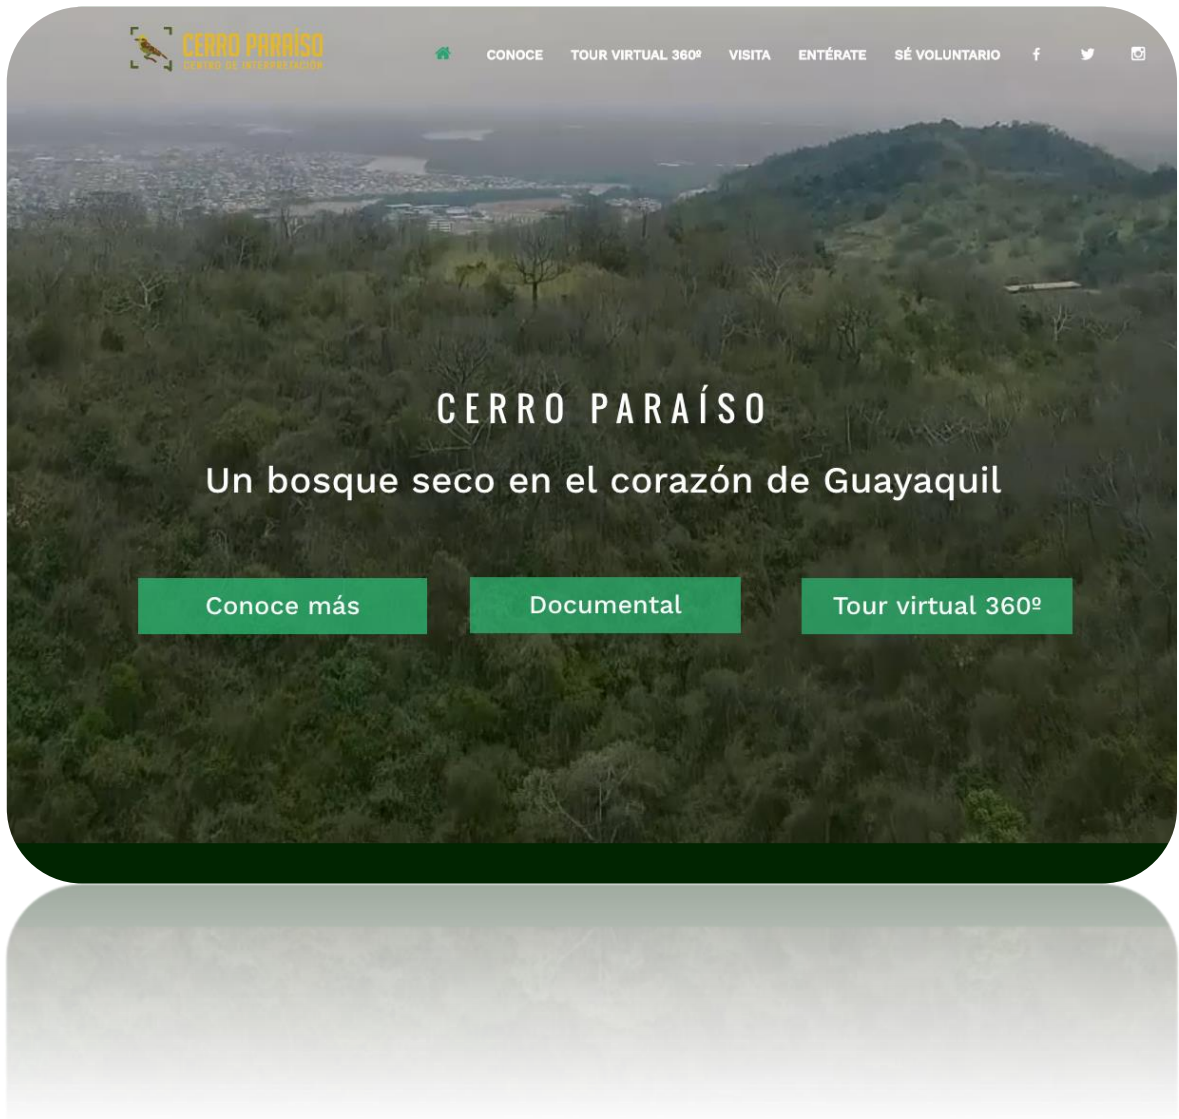 CERRO PARAÍSO
CENTRO DE INTERPRETACIÓN
CONOCE TOUR VIRTUAL 360º VISITA ENTÉRATE SÉ VOLUNTARIO
CERRO PARAÍSO
Un bosque seco en el corazón de Guayaquil
Conoce más Documental Tour virtual 360º